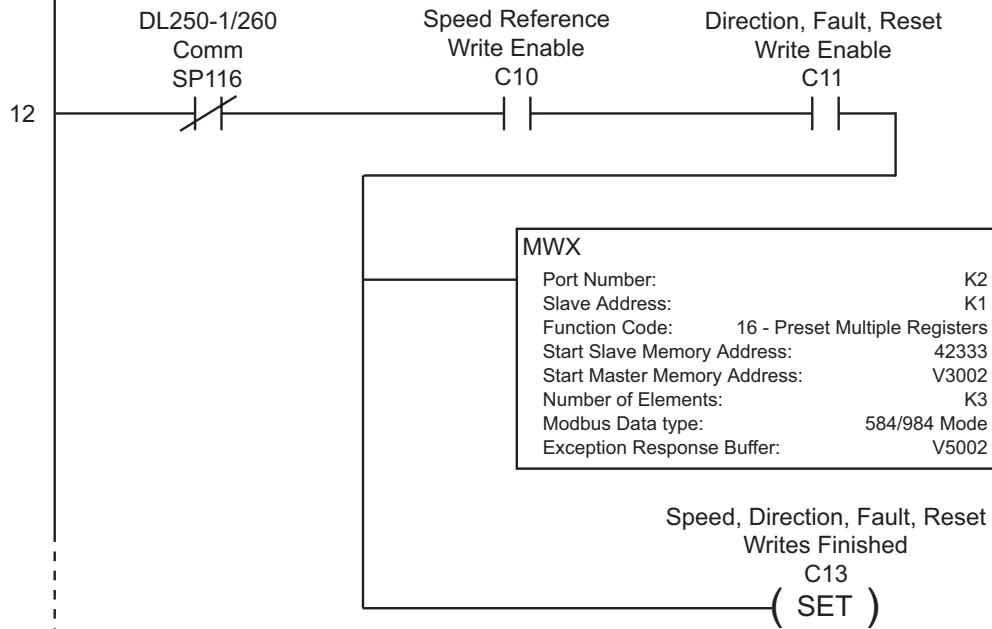 DL250-1/260
Comm
SP116
Speed Reference
Write Enable
C10
Direction, Fault, Reset
Write Enable
C11
12
MWX
Port Number: K2
Slave Address: K1
Function Code: 16 - Preset Multiple Registers
Start Slave Memory Address: 42333
Start Master Memory Address: V3002
Number of Elements: K3
Modbus Data type: 584/984 Mode
Exception Response Buffer: V5002
Speed, Direction, Fault, Reset
Writes Finished
C13
( SET )